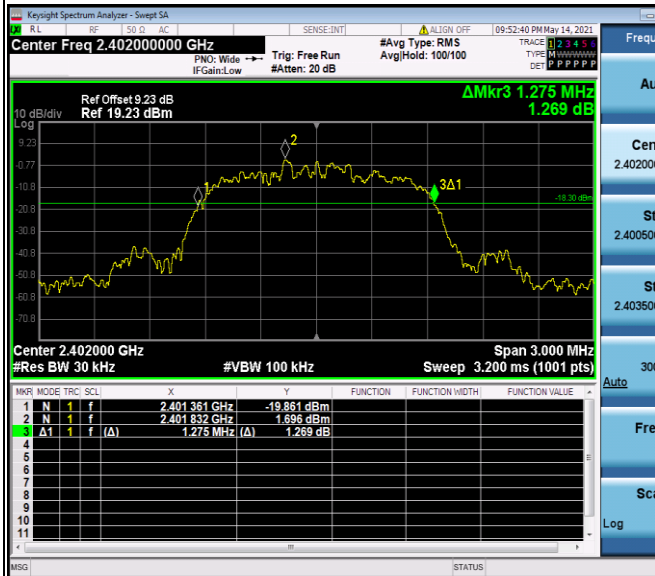 Keysight Spectrum Analyzer - Swept SA
RL RF 50 Ω AC SENSE:INT ALIGN OFF 09:52:40 PM May 14, 2021
Center Freq 2.402000000 GHz
PNO: Wide
IFGain:Low
Trig: Free Run
#Atten: 20 dB
#Avg Type: RMS
Avg|Hold: 100/100
TRACE 1 2 3 4 5 6
TYPE M
DET P P P P P P
Frequ
Ref Offset 9.23 dB
10 dB/div Ref 19.23 dBm
Log
ΔMkr3 1.275 MHz
1.269 dB
9.23
-0.77
-10.8
-20.8
-30.8
-40.8
-50.8
-60.8
-70.8
1
2
3Δ1
-18.30 dBm
Center 2.402000 GHz Span 3.000 MHz
#Res BW 30 kHz #VBW 100 kHz Sweep 3.200 ms (1001 pts)
MKR MODE TRC SCL X Y FUNCTION FUNCTION WIDTH FUNCTION VALUE
1 N 1 f 2.401 361 GHz -19.861 dBm
2 N 1 f 2.401 832 GHz 1.696 dBm
3 Δ1 1 f (Δ) 1.275 MHz (Δ) 1.269 dB
4
5
6
7
8
9
10
11
Au
Cen
2.40200
St
2.40050
St
2.40350
300
Auto
Fre
Sca
Log
MSG STATUS